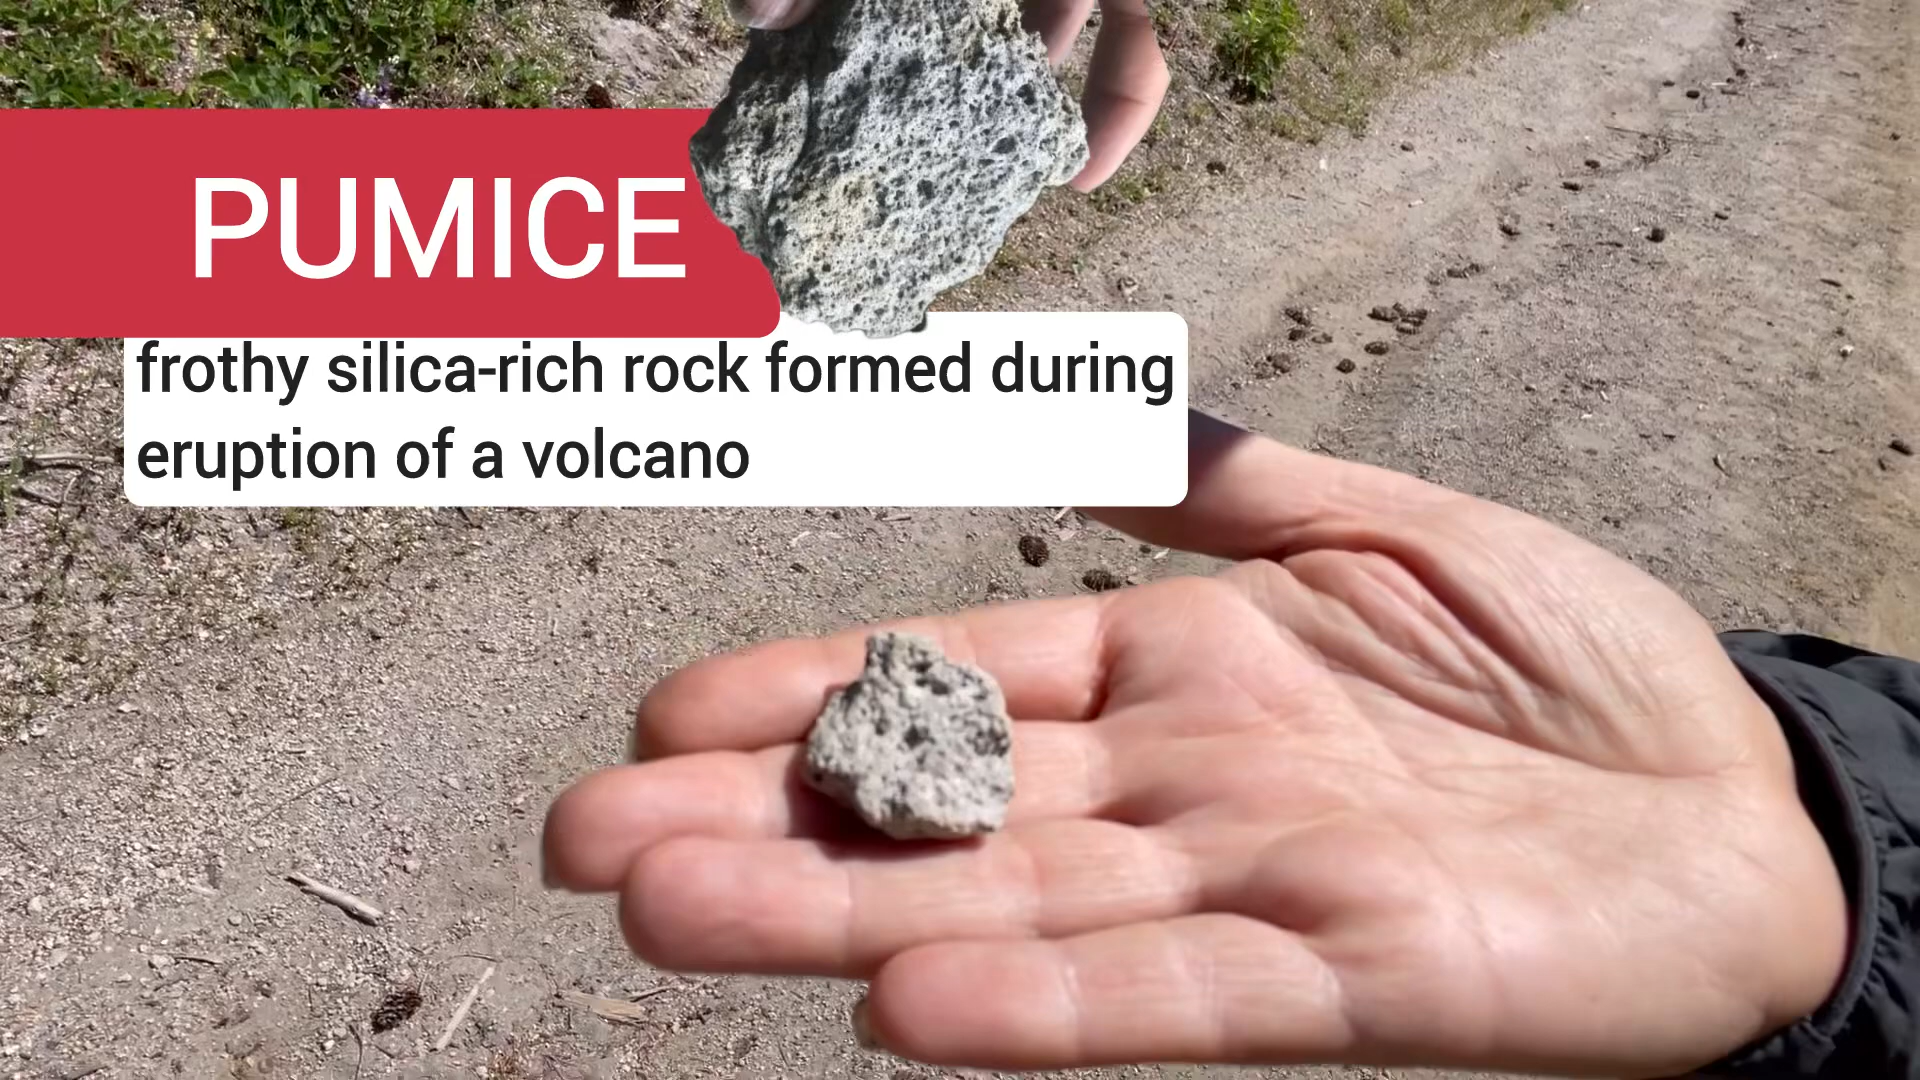 PUMICE
frothy silica-rich rock formed during
eruption of a volcano